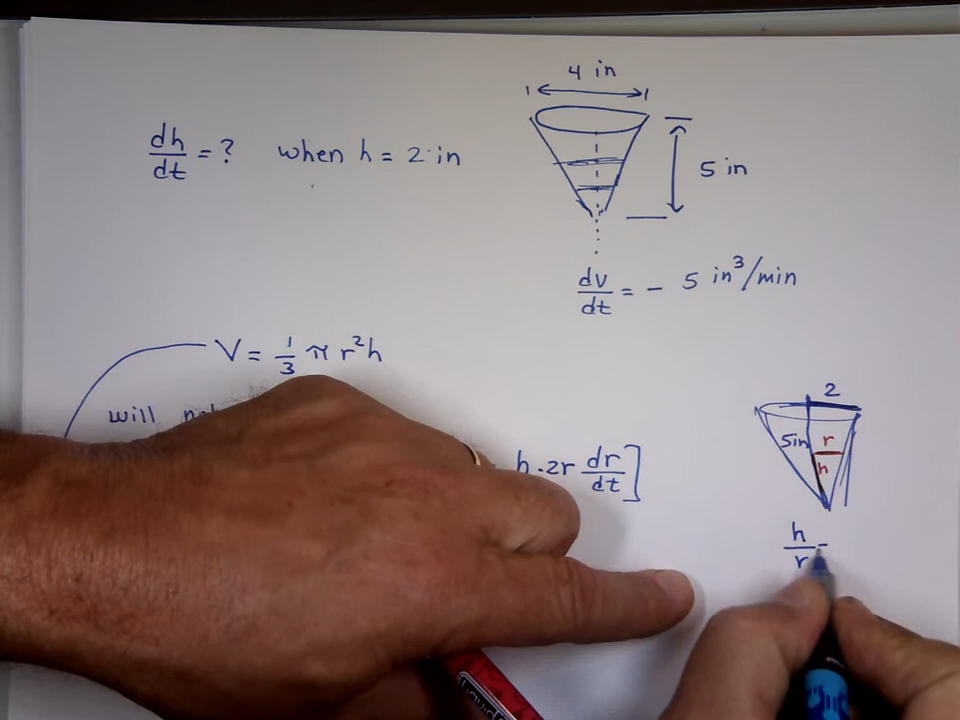 4 in
dh/dt = ? when h = 2 in
5 in
dv/dt = - 5 in³/min
V = 1/3 π r²h
will
h · 2r dr/dt]
2
5in r
h
h/r =